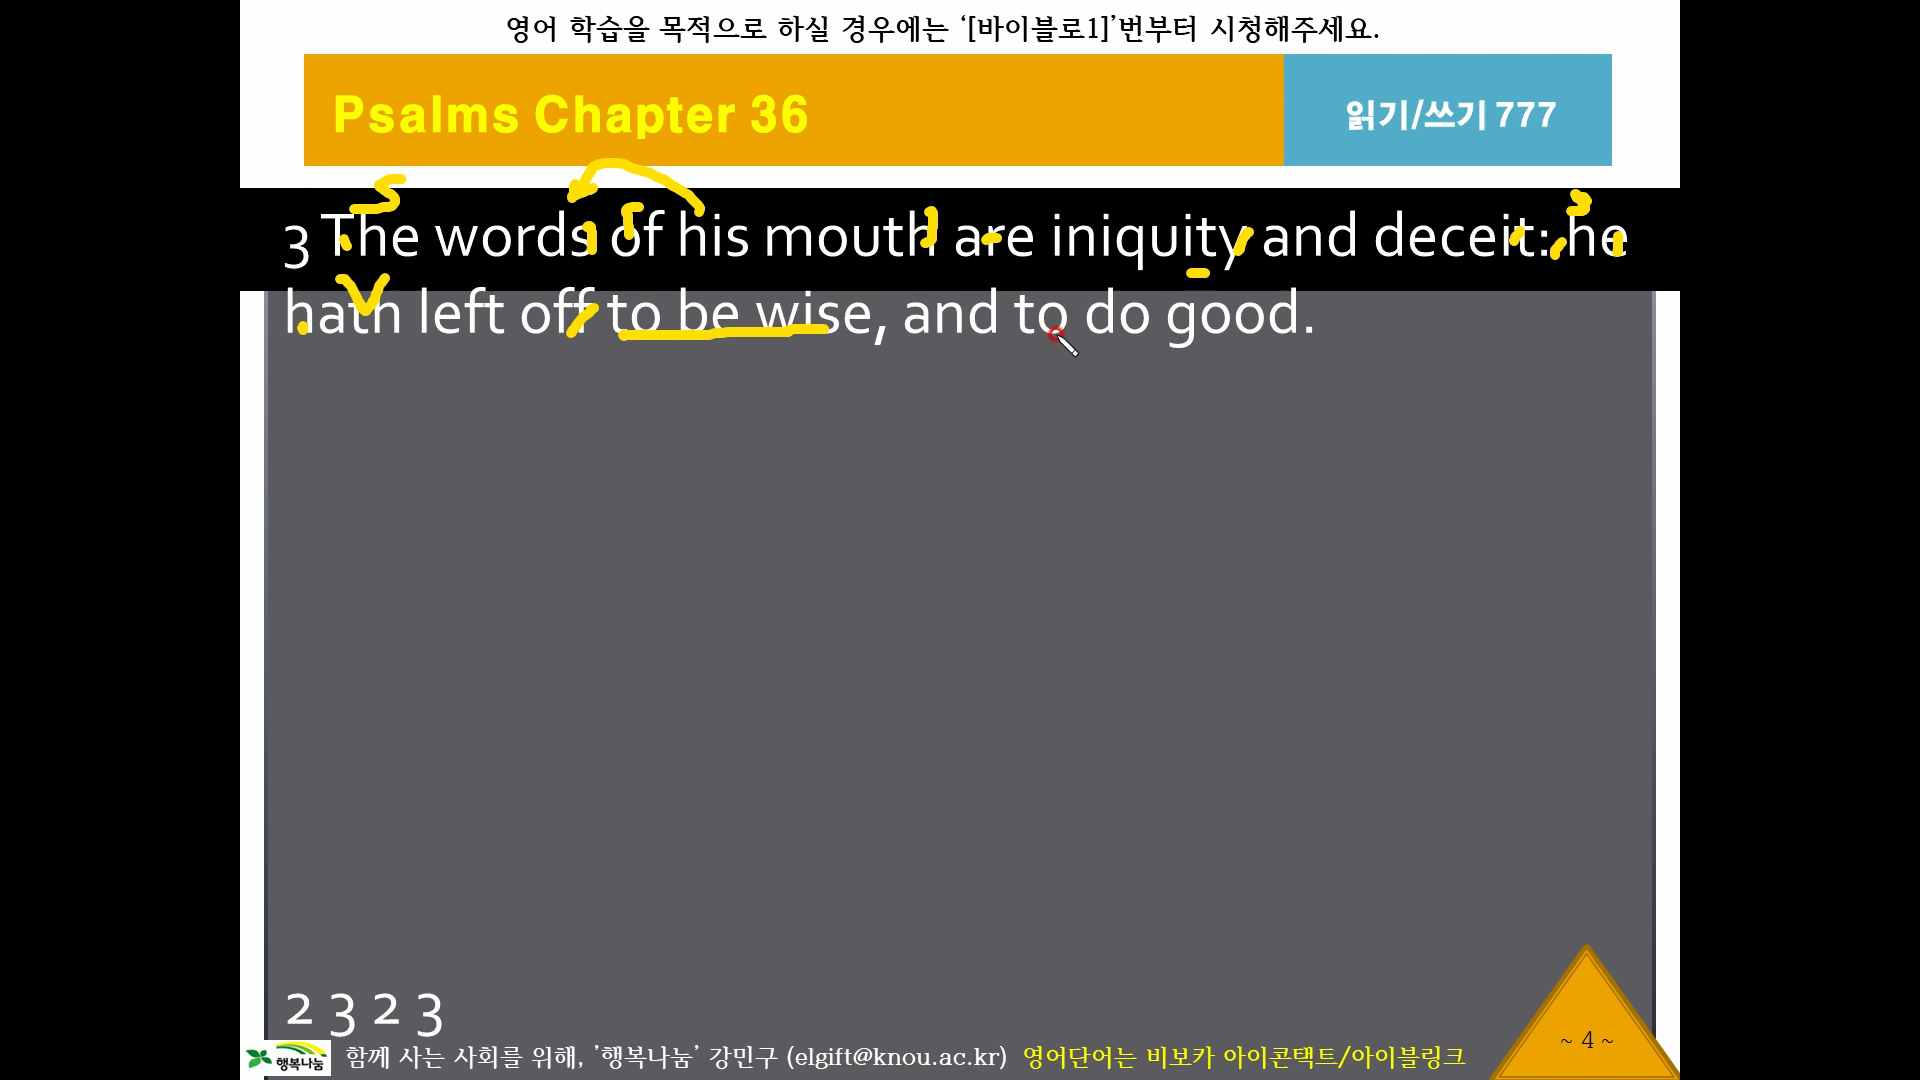 영어 학습을 목적으로 하실 경우에는 ‘[바이블로1]’번부터 시청해주세요.
Psalms Chapter 36
읽기/쓰기 777
3 The words of his mouth are iniquity and deceit: he
hath left off to be wise, and to do good.
2 3 2 3
행복나눔 함께 사는 사회를 위해, ’행복나눔’ 강민구 (elgift@knou.ac.kr) 영어단어는 비보카 아이콘택트/아이블링크
~ 4 ~